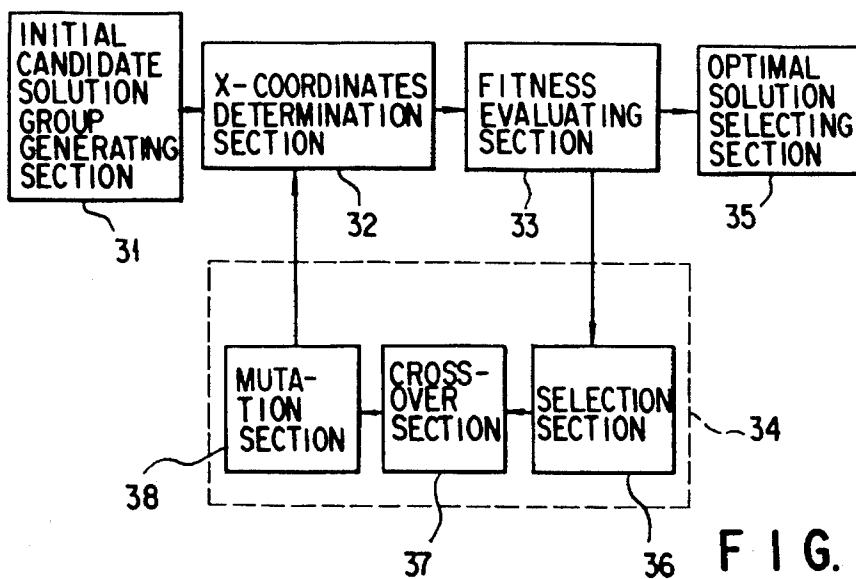 INITIAL
CANDIDATE
SOLUTION
GROUP
GENERATING
SECTION
31
X-COORDINATES
DETERMINATION
SECTION
32
FITNESS
EVALUATING
SECTION
33
OPTIMAL
SOLUTION
SELECTING
SECTION
35
MUTA-
TION
SECTION
38
CROSS-
OVER
SECTION
37
SELECTION
SECTION
36
34
FIG.